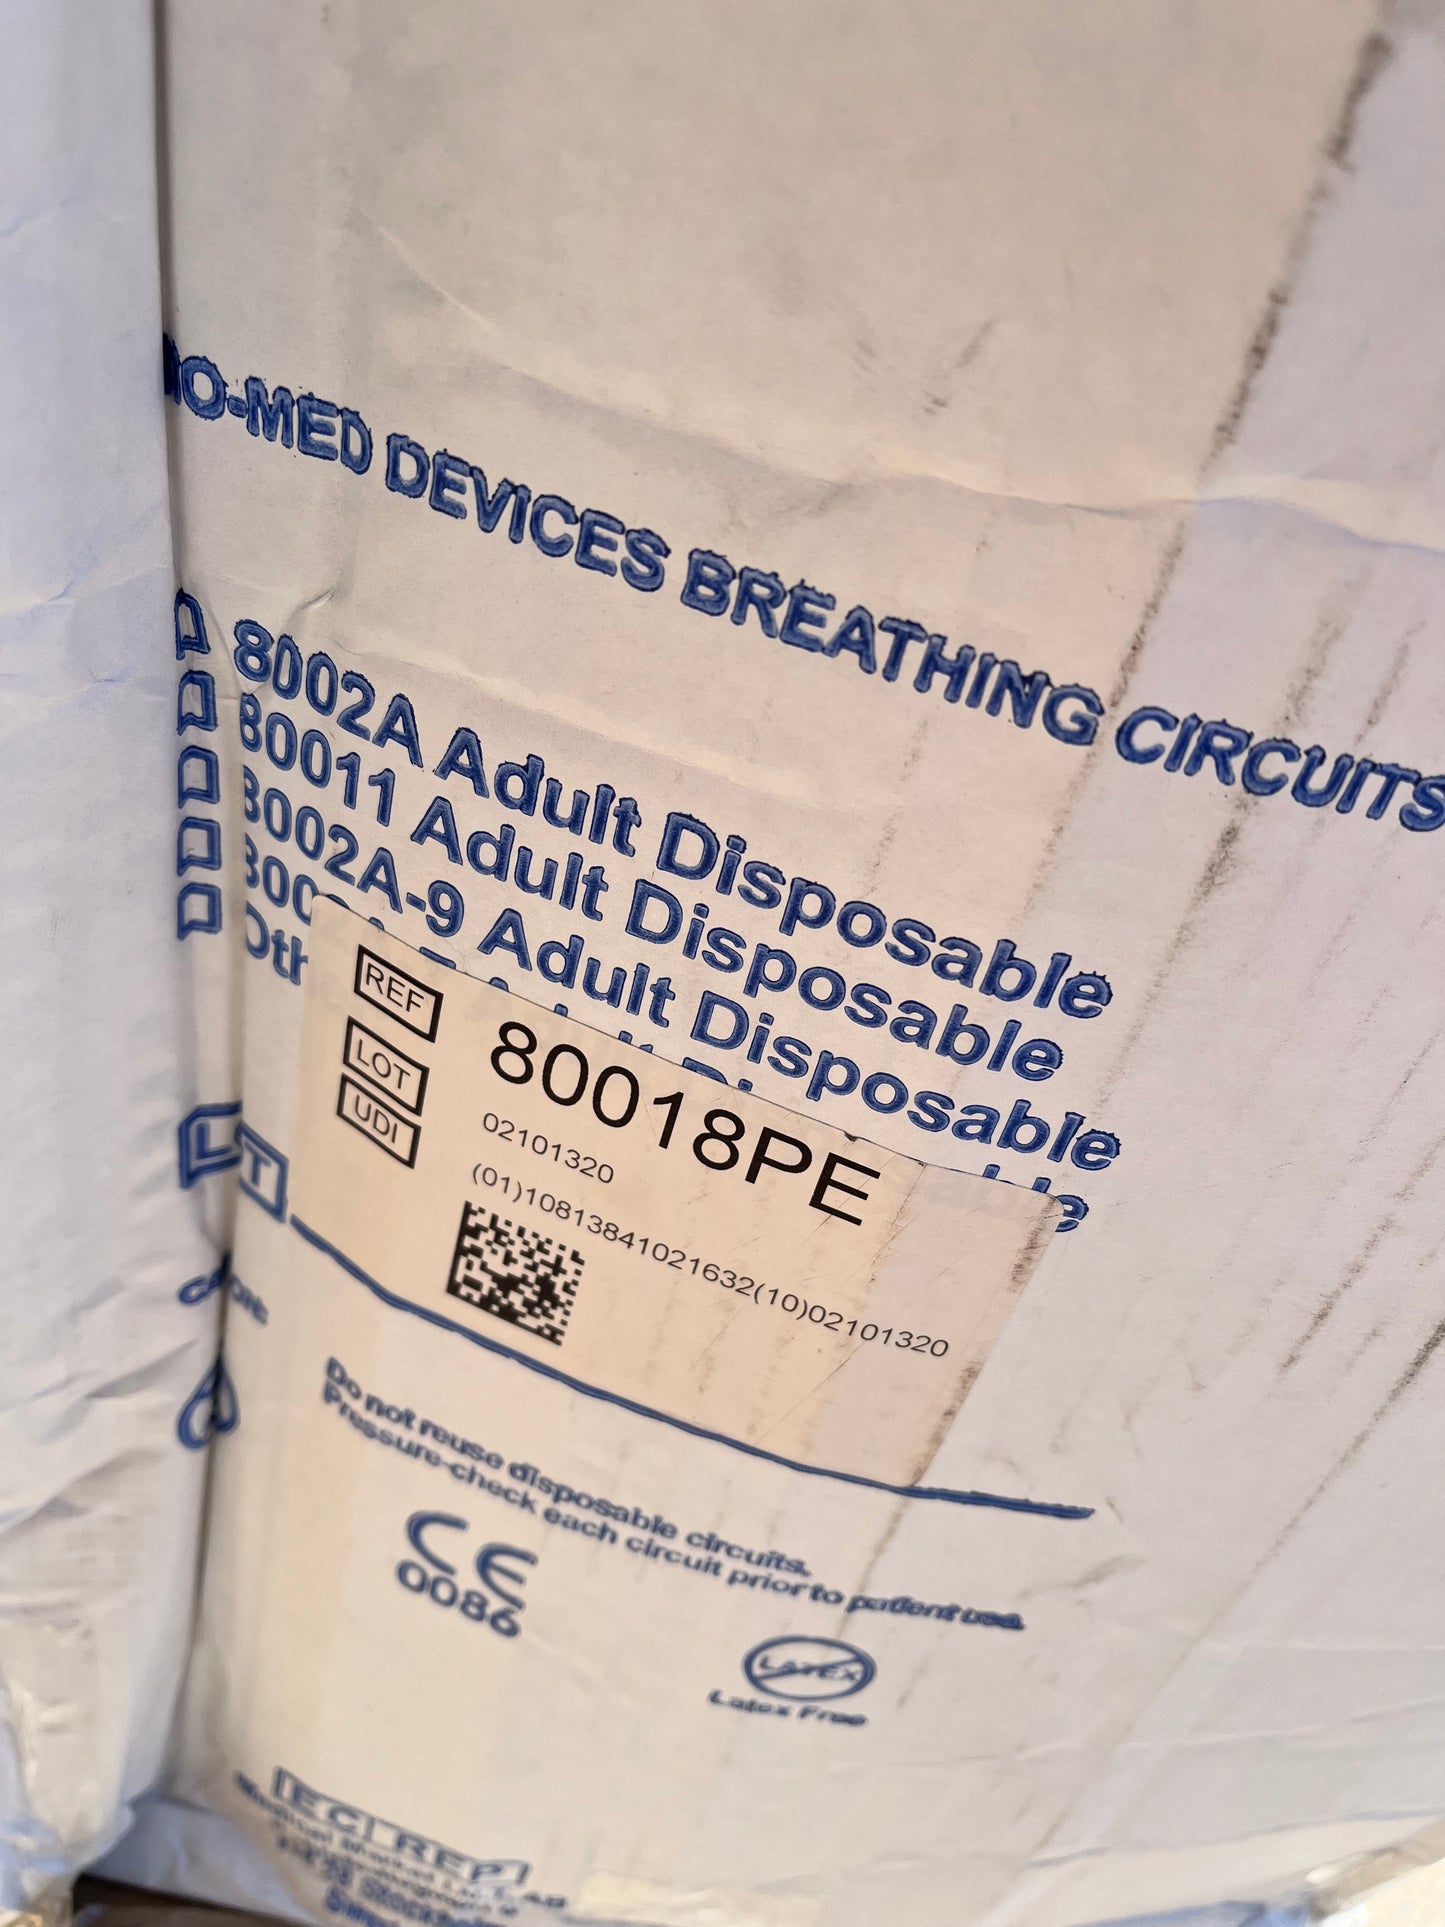 IO-MED DEVICES BREATHING CIRCUITS
8002A Adult Disposable
80011 Adult Disposable
8002A-9 Adult Disposable
REF 80018PE
LOT 02101320
UDI (01)10813841021632(10)02101320
Do not reuse disposable circuits.
Pressure-check each circuit prior to patient use.
CE
0086
LATEX
Latex Free
EC REP